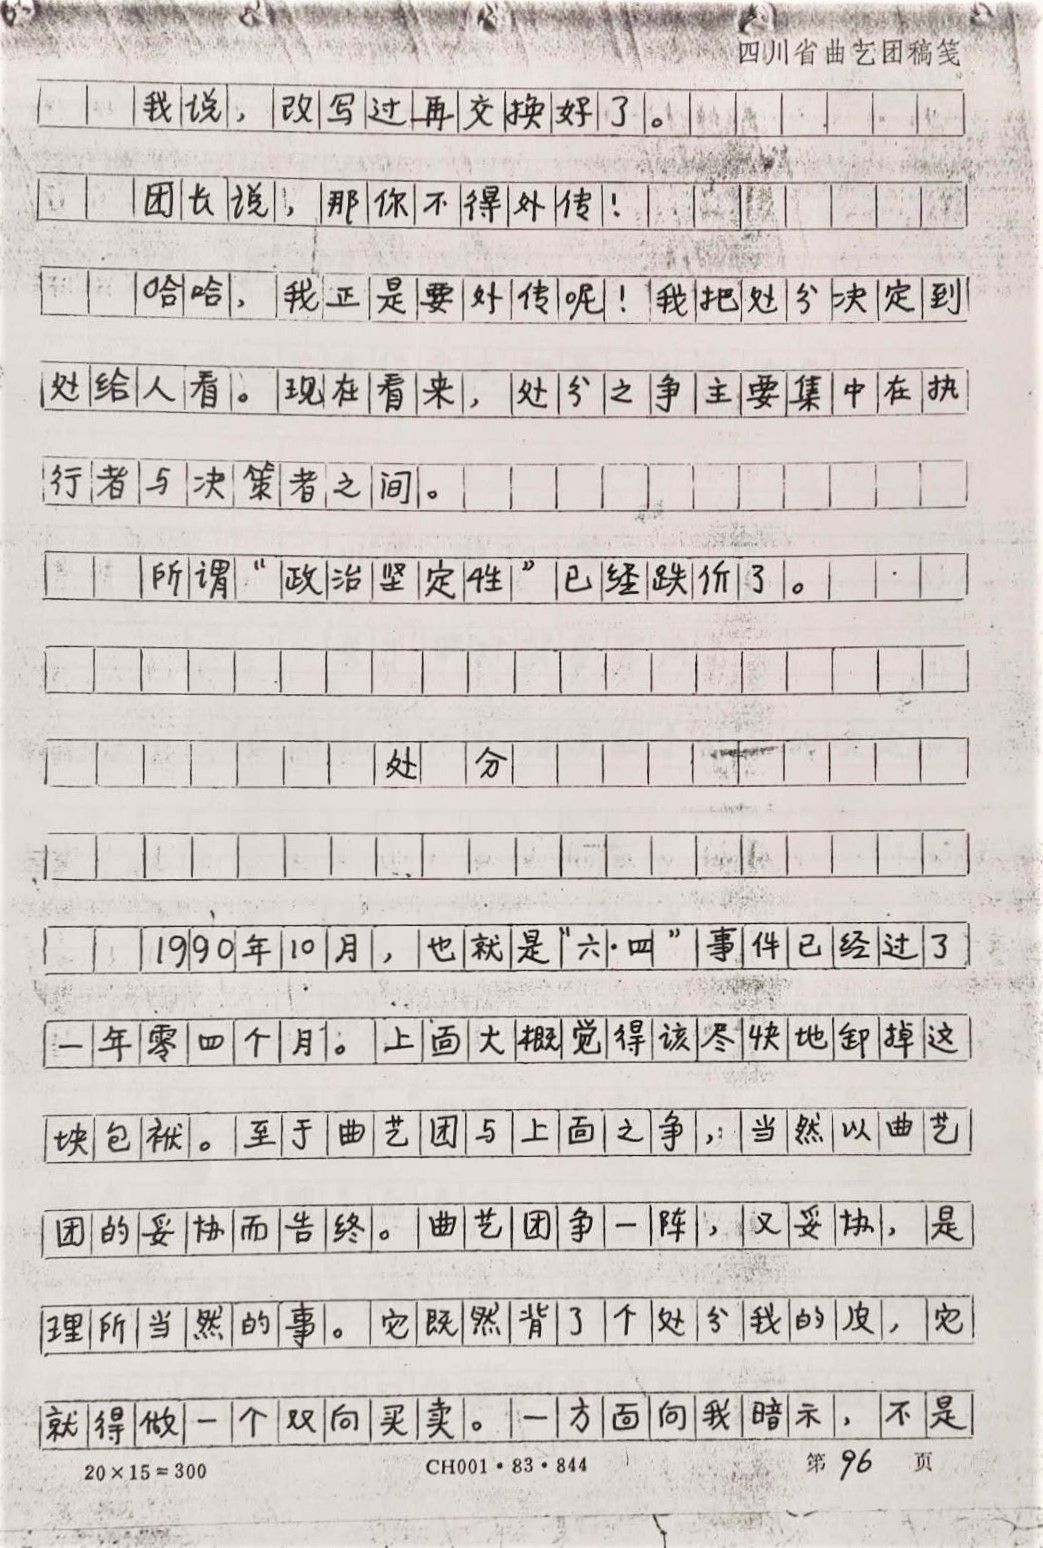 四川省曲艺团稿笺
我说，改写过再交换好了。
团长说，那你不得外传！
哈哈，我正是要外传呢！我把处分决定到
处给人看。现在看来，处分之争主要集中在执
行者与决策者之间。
所谓“政治坚定性”已经跌价了。
处分
1990年10月，也就是“六·四”事件已经过了
一年零四个月。上面大概觉得该尽快地卸掉这
块包袱。至于曲艺团与上面之争，当然以曲艺
团的妥协而告终。曲艺团争一阵，又妥协，是
理所当然的事。它既然背了个处分我的皮，它
就得做一个双向买卖。一方面向我暗示，不是
20×15=300 CH001·83·844 第96页